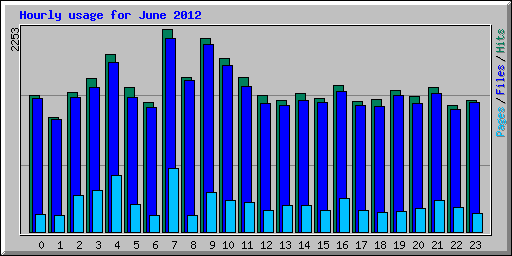 Hourly usage for June 2012
2253
Pages / Files / Hits
0 1 2 3 4 5 6 7 8 9 10 11 12 13 14 15 16 17 18 19 20 21 22 23